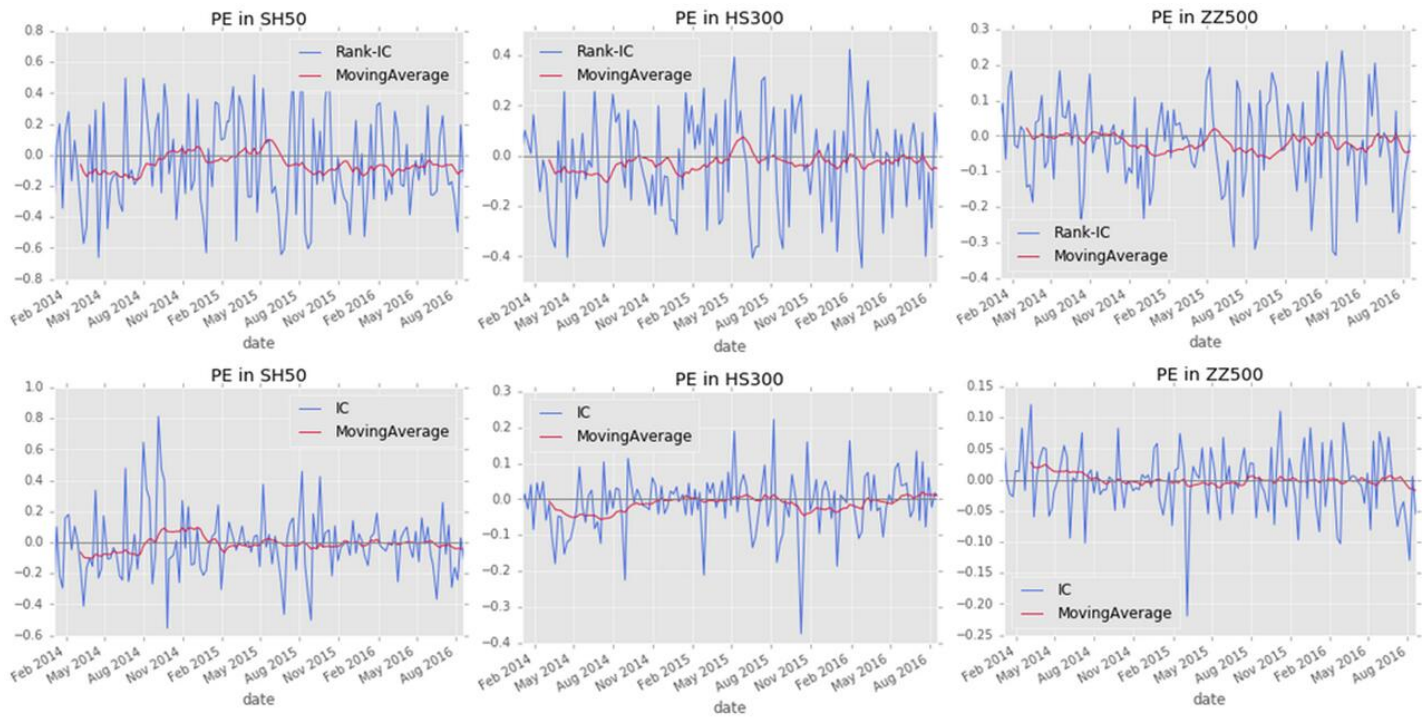 PE in SH50
0.8
0.6
0.4
0.2
0.0
−0.2
−0.4
−0.6
−0.8
Rank-IC
MovingAverage
Feb 2014
May 2014
Aug 2014
Nov 2014
Feb 2015
May 2015
Aug 2015
Nov 2015
Feb 2016
May 2016
Aug 2016
date
PE in HS300
0.4
0.2
0.0
−0.2
−0.4
Rank-IC
MovingAverage
Feb 2014
May 2014
Aug 2014
Nov 2014
Feb 2015
May 2015
Aug 2015
Nov 2015
Feb 2016
May 2016
Aug 2016
date
PE in ZZ500
0.3
0.2
0.1
0.0
−0.1
−0.2
−0.3
−0.4
Rank-IC
MovingAverage
Feb 2014
May 2014
Aug 2014
Nov 2014
Feb 2015
May 2015
Aug 2015
Nov 2015
Feb 2016
May 2016
Aug 2016
date
PE in SH50
1.0
0.8
0.6
0.4
0.2
0.0
−0.2
−0.4
−0.6
IC
MovingAverage
Feb 2014
May 2014
Aug 2014
Nov 2014
Feb 2015
May 2015
Aug 2015
Nov 2015
Feb 2016
May 2016
Aug 2016
date
PE in HS300
0.3
0.2
0.1
0.0
−0.1
−0.2
−0.3
−0.4
IC
MovingAverage
Feb 2014
May 2014
Aug 2014
Nov 2014
Feb 2015
May 2015
Aug 2015
Nov 2015
Feb 2016
May 2016
Aug 2016
date
PE in ZZ500
0.15
0.10
0.05
0.00
−0.05
−0.10
−0.15
−0.20
−0.25
IC
MovingAverage
Feb 2014
May 2014
Aug 2014
Nov 2014
Feb 2015
May 2015
Aug 2015
Nov 2015
Feb 2016
May 2016
Aug 2016
date